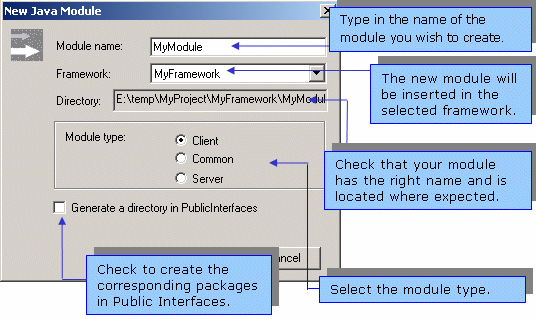 New Java Module
Type in the name of the
module you wish to create.
Module name:
MyModule
Framework:
MyFramework
The new module will
be inserted in the
selected framework.
Directory:
E:\temp\MyProject\MyFramework\MyModul
Module type:
Client
Common
Server
Check that your module
has the right name and is
located where expected.
Generate a directory in PublicInterfaces
Check to create the
corresponding packages
in Public Interfaces.
ancel
Select the module type.